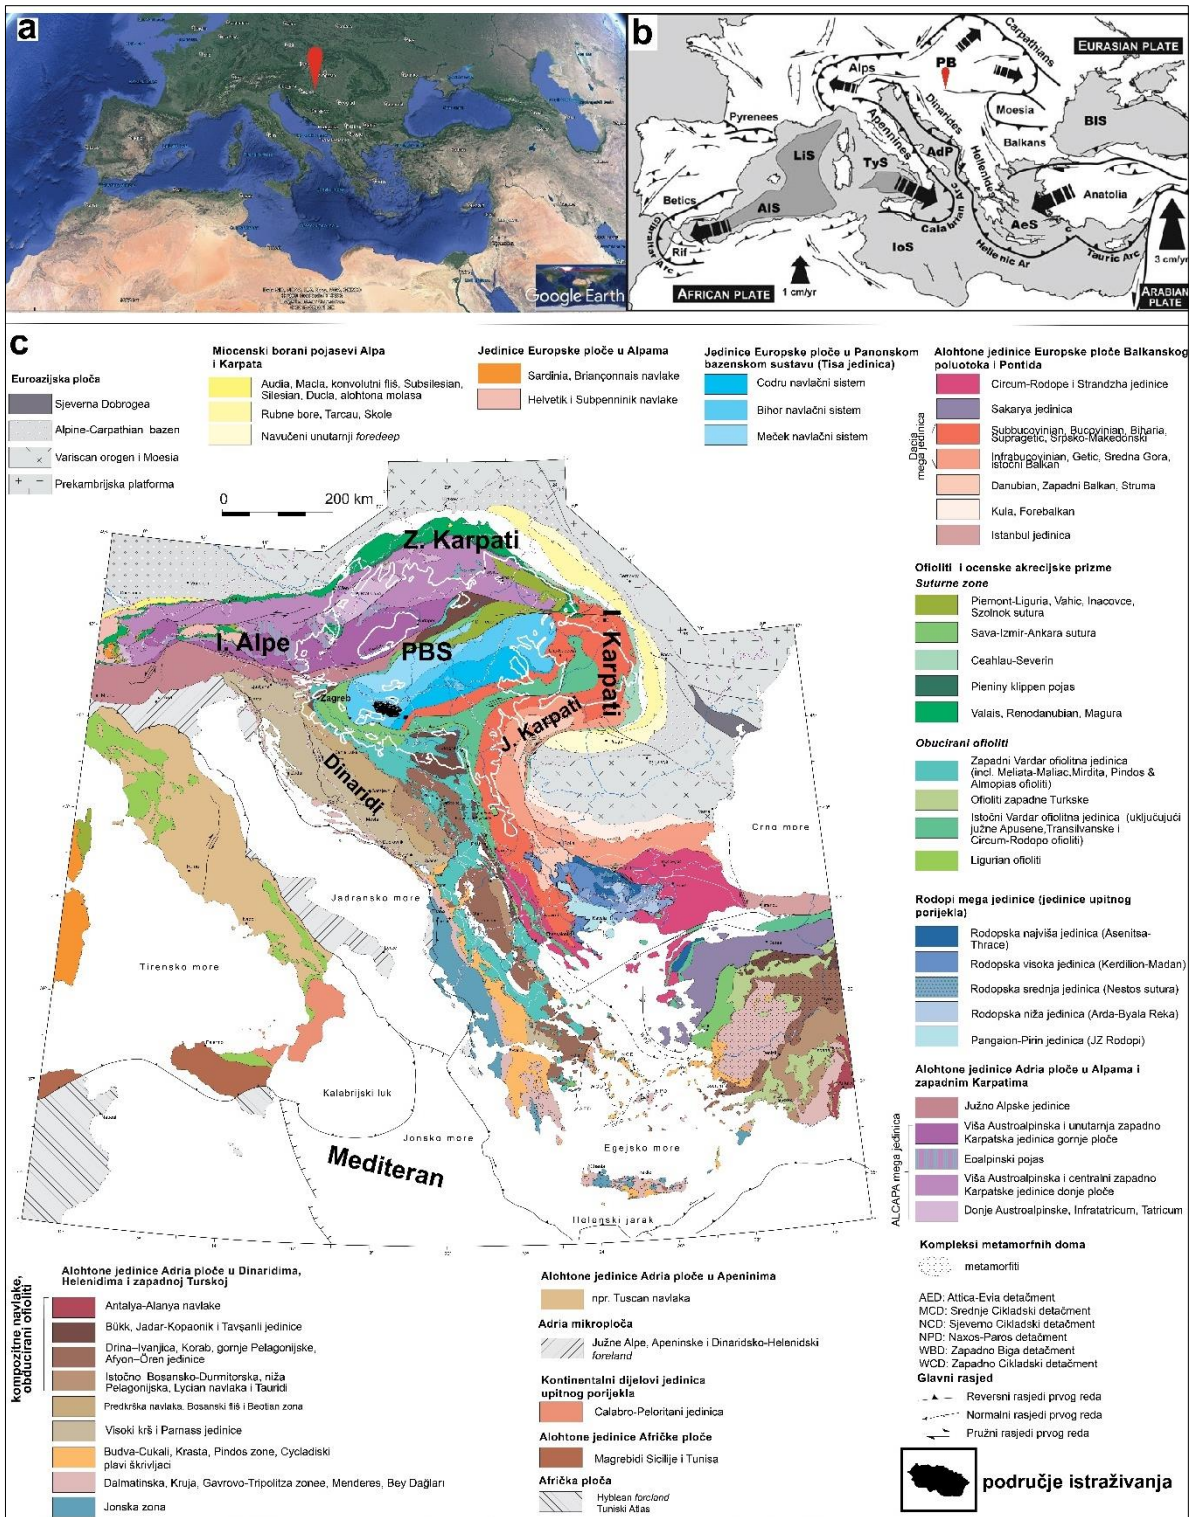 a
Google Earth
b
EURASIAN PLATE
Carpathians
PB
Alps
Dinarides
Moesia
BlS
Pyrenees
Apennines
Balkans
LiS
TyS
AdP
Hellenides
Anatolia
Betics
AlS
Calabrian Arc
AeS
Gibraltar Arc
Rif
IoS
Hellenic Ar
Tauric Arc
3 cm/yr
AFRICAN PLATE
1 cm/yr
ARABIAN
PLATE
c
Euroazijska ploča
Sjeverna Dobrogea
Alpine-Carpathian bazen
Variscan orogen i Moesia
Prekambrijska platforma
Miocenski borani pojasevi Alpa
i Karpata
Audia, Macla, konvolutni fliš, Subsilesian,
Silesian, Ducla, alohtona molasa
Rubne bore, Tarcau, Skole
Navučeni unutarnji foredeep
Jedinice Europske ploče u Alpama
Sardinia, Briançonnais navlake
Helvetik i Subpenninik navlake
Jedinice Europske ploče u Panonskom
bazenskom sustavu (Tisa jedinica)
Codru navlačni sistem
Bihor navlačni sistem
Meček navlačni sistem
Alohtone jedinice Europske ploče Balkanskog
poluotoka i Pontida
Circum-Rodope i Strandzha jedinice
Sakarya jedinica
Dacia
mega jedinica
Subbucovinian, Bucovinian, Biharia,
Supragetic, Srpsko-Makedonski
Infrabucovinian, Getic, Sredna Gora,
istočni Balkan
Danubian, Zapadni Balkan, Struma
Kula, Forebalkan
Istanbul jedinica
0 200 km
Z. Karpati
I. Alpe
PBS
I. Karpati
Zagreb
J. Karpati
Dinaridi
Crno more
Jadransko more
Tirensko more
Kalabrijski luk
Jonsko more
Egejsko more
Mediteran
Helenski jarak
Ofioliti i ocenske akrecijske prizme
Suturne zone
Piemont-Liguria, Vahic, Inacovce,
Szolnok sutura
Sava-Izmir-Ankara sutura
Ceahlau-Severin
Pieniny klippen pojas
Valais, Renodanubian, Magura
Obucirani ofioliti
Zapadni Vardar ofiolitna jedinica
(incl. Meliata-Maliac,Mirdita, Pindos &
Almopias ofioliti)
Ofioliti zapadne Turkske
Istočni Vardar ofiolitna jedinica (uključujući
južne Apusene,Transilvanske i
Circum-Rodopo ofioliti)
Ligurian ofioliti
Rodopi mega jedinice (jedinice upitnog
porijekla)
Rodopska najviša jedinica (Asenitsa-
Thrace)
Rodopska visoka jedinica (Kerdilion-Madan)
Rodopska srednja jedinica (Nestos sutura)
Rodopska niža jedinica (Arda-Byala Reka)
Pangaion-Pirin jedinica (JZ Rodopi)
Alohtone jedinice Adria ploče u Alpama i
zapadnim Karpatima
Južno Alpske jedinice
ALCAPA mega jedinica
Viša Austroalpinska i unutarnja zapadno
Karpatska jedinica gornje ploče
Eoalpinski pojas
Viša Austroalpinska i centralni zapadno
Karpatske jedinice donje ploče
Donje Austroalpinske, Infratatricum, Tatricum
Kompleksi metamorfnih doma
metamorfiti
AED: Attica-Evia detačment
MCD: Srednje Cikladski detačment
NCD: Sjeverno Cikladski detačment
NPD: Naxos-Paros detačment
WBD: Zapadno Biga detačment
WCD: Zapadno Cikladski detačment
Glavni rasjed
Reversni rasjedi prvog reda
Normalni rasjedi prvog reda
Pružni rasjedi prvog reda
područje istraživanja
Alohtone jedinice Adria ploče u Dinaridima,
Helenidima i zapadnoj Turskoj
kompozitne navlake,
obducirani ofioliti
Antalya-Alanya navlake
Bükk, Jadar-Kopaonik i Tavşanli jedinice
Drina–Ivanjica, Korab, gornje Pelagonijske,
Afyon–Ören jedinice
Istočno Bosansko-Durmitorska, niža
Pelagonijska, Lycian navlaka i Tauridi
Predkrška navlaka, Bosanski fliš i Beotian zona
Visoki krš i Parnass jedinice
Budva-Cukali, Krasta, Pindos zone, Cycladiski
plavi škriljavci
Dalmatinska, Kruja, Gavrovo-Tripolitza zonee, Menderes, Bey Dağları
Jonska zona
Alohtone jedinice Adria ploče u Apeninima
npr. Tuscan navlaka
Adria mikroploča
Južne Alpe, Apeninske i Dinaridsko-Helenidski
foreland
Kontinentalni dijelovi jedinica
upitnog porijekla
Calabro-Peloritani jedinica
Alohtone jedinice Afričke ploče
Magrebidi Sicilije i Tunisa
Afrička ploča
Hyblean foreland
Tuniski Atlas